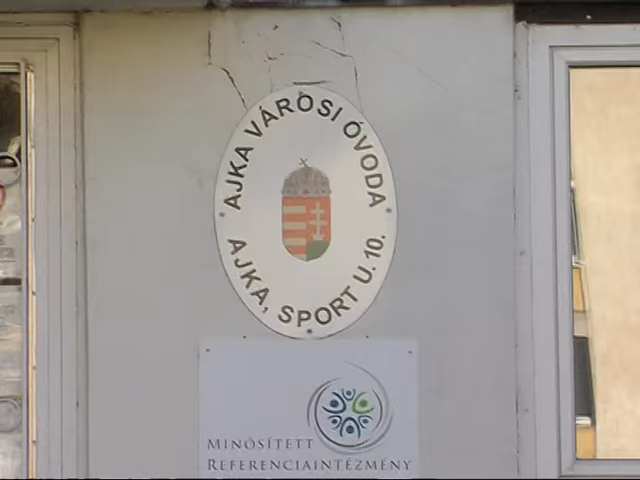 AJKA VÁROSI ÓVODA
AJKA, SPORT U. 10.
MINŐSÍTETT
REFERENCIAINTÉZMÉNY